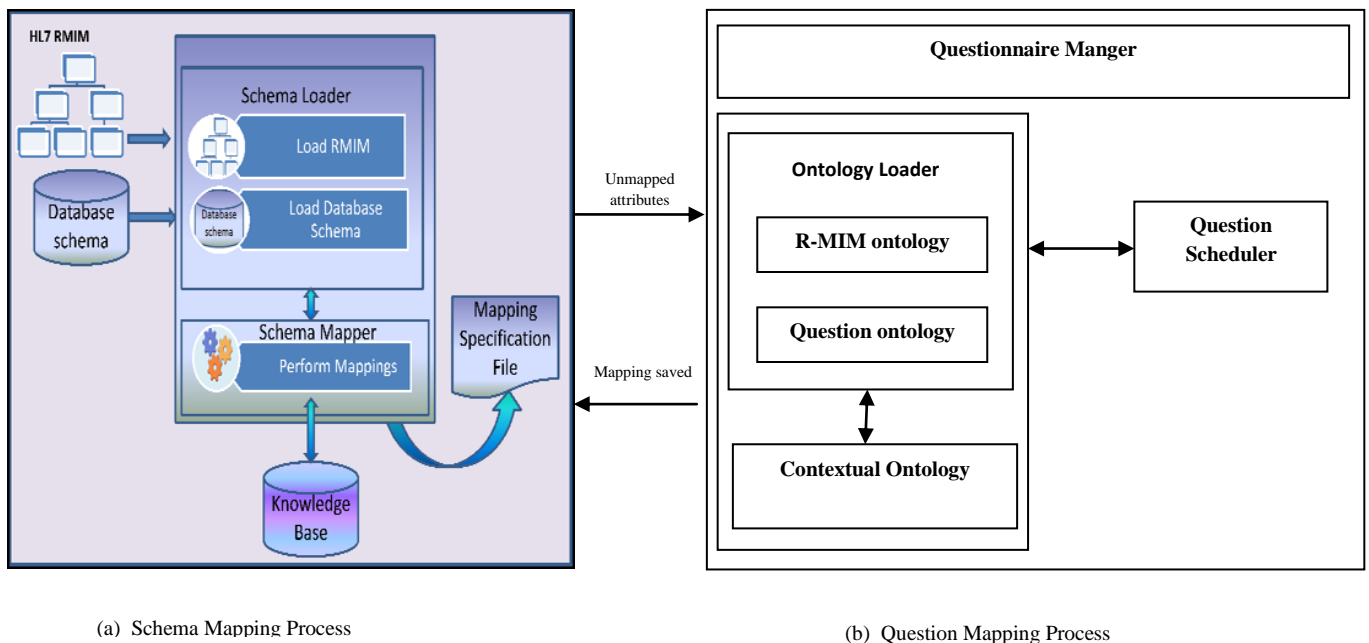 HL7 RMIM
Database
schema
Schema Loader
Load RMIM
Database
schema
Load Database
Schema
Schema Mapper
Perform Mappings
Mapping
Specification
File
Knowledge
Base
Unmapped
attributes
Mapping saved
Questionnaire Manger
Ontology Loader
R-MIM ontology
Question ontology
Contextual Ontology
Question
Scheduler
(a) Schema Mapping Process
(b) Question Mapping Process